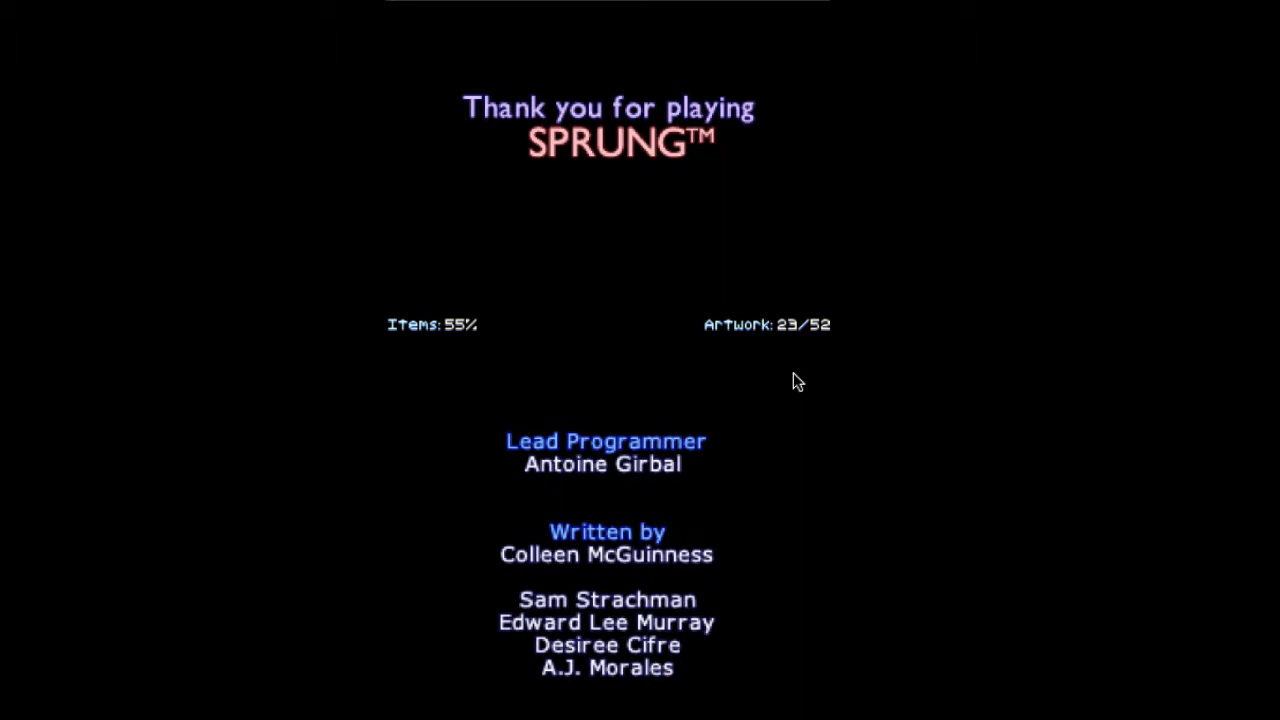 Thank you for playing
SPRUNG™
Items: 55%
Artwork: 23/52
Lead Programmer
Antoine Girbal
Written by
Colleen McGuinness
Sam Strachman
Edward Lee Murray
Desiree Cifre
A.J. Morales